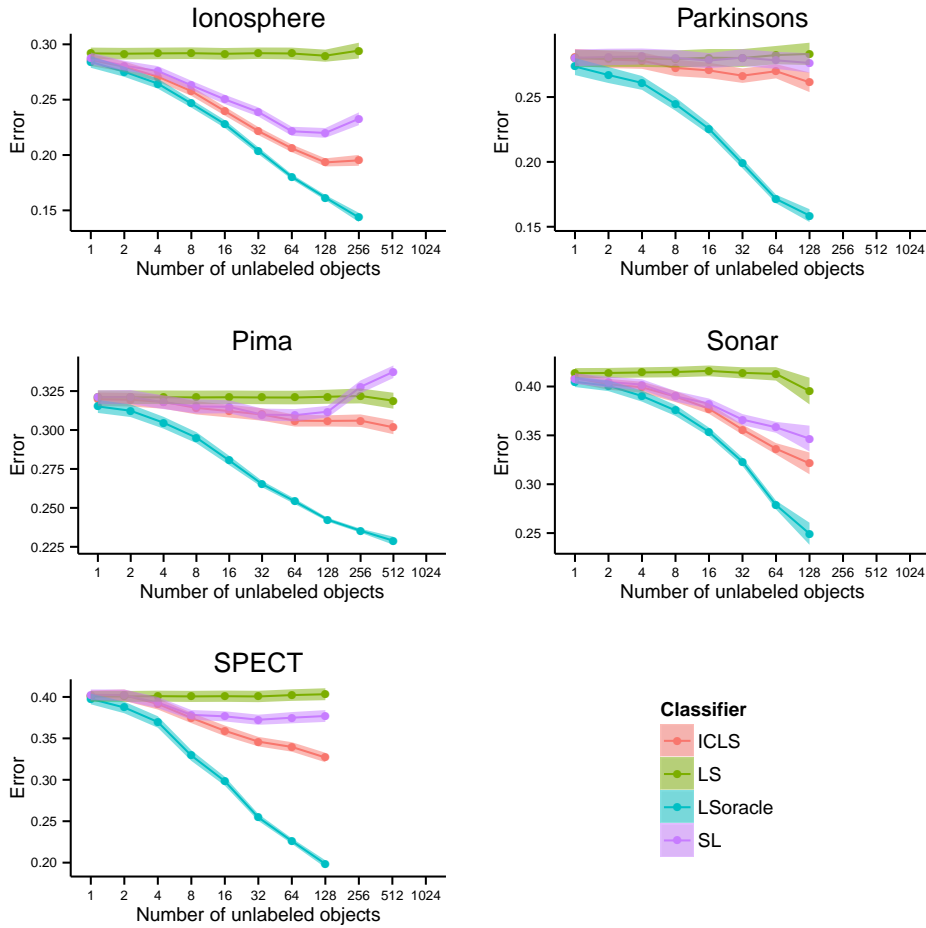 Ionosphere
Error
0.30
0.25
0.20
0.15
1 2 4 8 16 32 64 128 256 512 1024
Number of unlabeled objects
Parkinsons
Error
0.25
0.20
0.15
1 2 4 8 16 32 64 128 256 512 1024
Number of unlabeled objects
Pima
Error
0.325
0.300
0.275
0.250
0.225
1 2 4 8 16 32 64 128 256 512 1024
Number of unlabeled objects
Sonar
Error
0.40
0.35
0.30
0.25
1 2 4 8 16 32 64 128 256 512 1024
Number of unlabeled objects
SPECT
Error
0.40
0.35
0.30
0.25
0.20
1 2 4 8 16 32 64 128 256 512 1024
Number of unlabeled objects
Classifier
ICLS
LS
LSoracle
SL